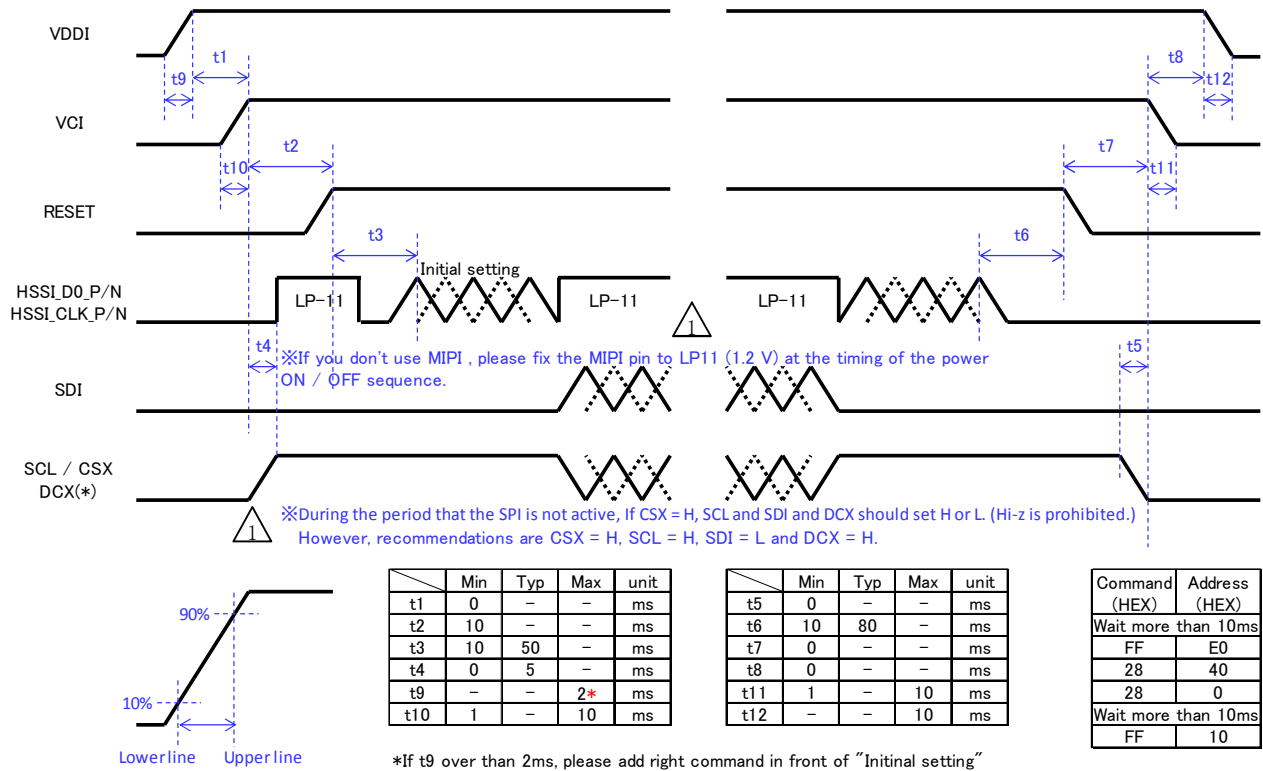 VDDI
t1
t9
t8
t12
VCI
t2
t10
t7
t11
RESET
t3
t6
Initial setting
HSSI_D0_P/N
HSSI_CLK_P/N
LP-11
LP-11
LP-11
1
t4
※If you don't use MIPI , please fix the MIPI pin to LP11 (1.2 V) at the timing of the power
ON / OFF sequence.
t5
SDI
SCL / CSX
DCX(*)
1
※During the period that the SPI is not active, If CSX = H, SCL and SDI and DCX should set H or L. (Hi-z is prohibited.)
However, recommendations are CSX = H, SCL = H, SDI = L and DCX = H.
90%
10%
Lower line Upper line
Min Typ Max unit
t1 0 - - ms
t2 10 - - ms
t3 10 50 - ms
t4 0 5 - ms
t9 - - 2* ms
t10 1 - 10 ms
Min Typ Max unit
t5 0 - - ms
t6 10 80 - ms
t7 0 - - ms
t8 0 - - ms
t11 1 - 10 ms
t12 - - 10 ms
Command Address
(HEX) (HEX)
Wait more than 10ms
FF E0
28 40
28 0
Wait more than 10ms
FF 10
*If t9 over than 2ms, please add right command in front of "Initinal setting"